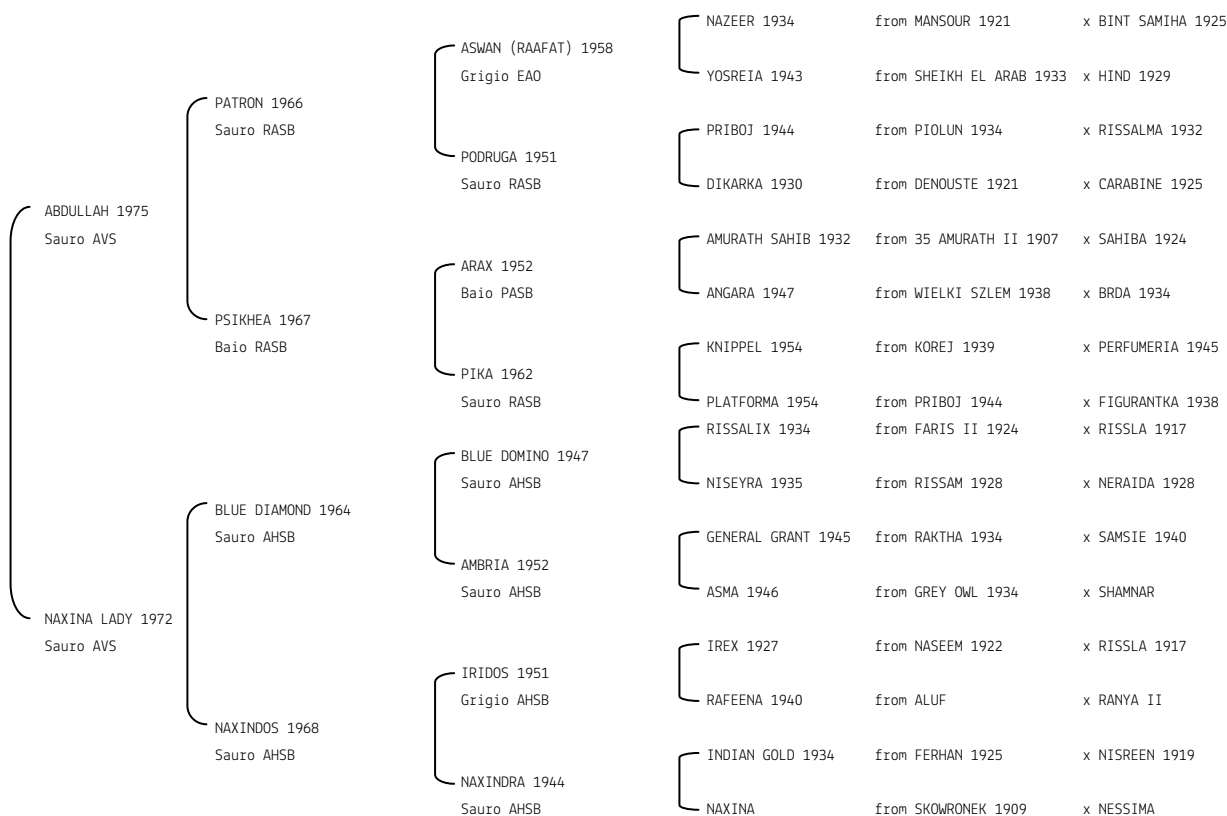 NAZEER 1934 from MANSOUR 1921 x BINT SAMIHA 1925
ASWAN (RAAFAT) 1958
Grigio EAO YOSREIA 1943 from SHEIKH EL ARAB 1933 x HIND 1929
PATRON 1966
Sauro RASB PRIBOJ 1944 from PIOLUN 1934 x RISSALMA 1932
PODRUGA 1951
Sauro RASB DIKARKA 1930 from DENOUSTE 1921 x CARABINE 1925
ABDULLAH 1975
Sauro AVS AMURATH SAHIB 1932 from 35 AMURATH II 1907 x SAHIBA 1924
ARAX 1952
Baio PASB ANGARA 1947 from WIELKI SZLEM 1938 x BRDA 1934
PSIKHEA 1967
Baio RASB KNIPPEL 1954 from KOREJ 1939 x PERFUMERIA 1945
PIKA 1962
Sauro RASB PLATFORMA 1954 from PRIBOJ 1944 x FIGURANTKA 1938
RISSALIX 1934 from FARIS II 1924 x RISSLA 1917
BLUE DOMINO 1947
Sauro AHSB NISEYRA 1935 from RISSAM 1928 x NERAIDA 1928
BLUE DIAMOND 1964
Sauro AHSB GENERAL GRANT 1945 from RAKTHA 1934 x SAMSIE 1940
AMBRIA 1952
Sauro AHSB ASMA 1946 from GREY OWL 1934 x SHAMNAR
NAXINA LADY 1972
Sauro AVS IREX 1927 from NASEEM 1922 x RISSLA 1917
IRIDOS 1951
Grigio AHSB RAFEENA 1940 from ALUF x RANYA II
NAXINDOS 1968
Sauro AHSB INDIAN GOLD 1934 from FERHAN 1925 x NISREEN 1919
NAXINDRA 1944
Sauro AHSB NAXINA from SKOWRONEK 1909 x NESSIMA